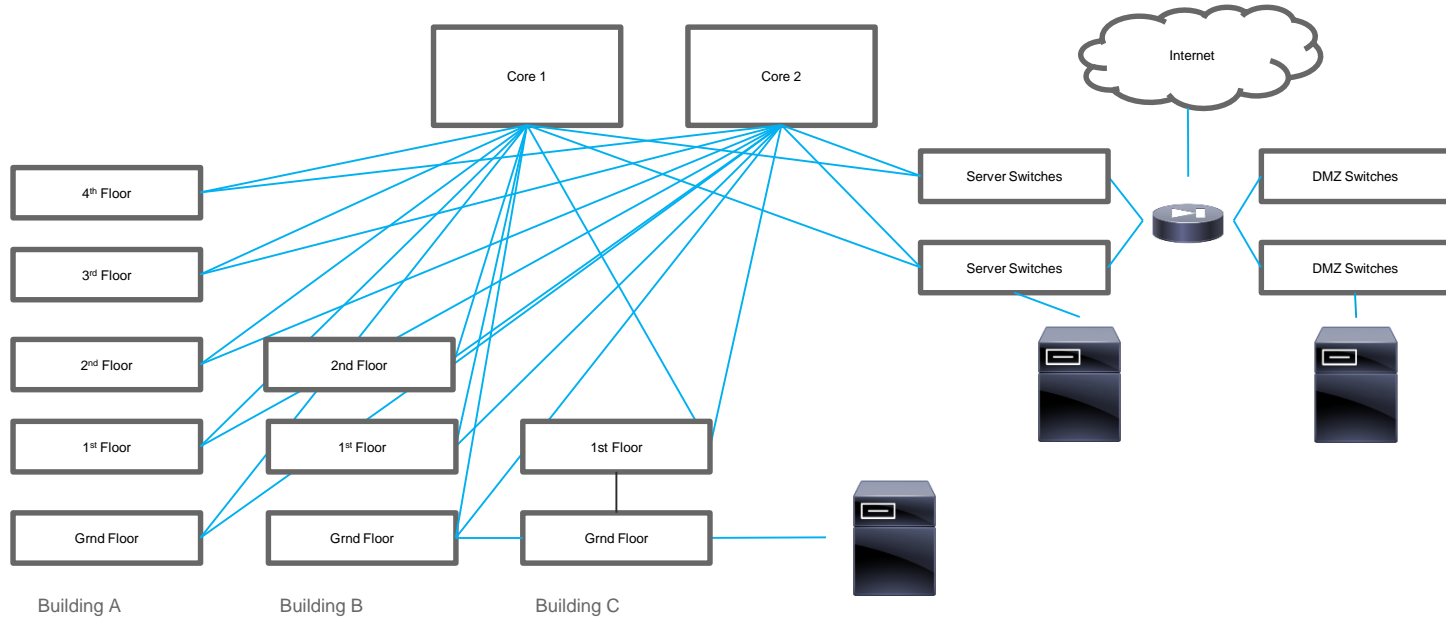 Core 1
Core 2
Internet
4th Floor
Server Switches
DMZ Switches
3rd Floor
Server Switches
DMZ Switches
2nd Floor
2nd Floor
1st Floor
1st Floor
1st Floor
Grnd Floor
Grnd Floor
Grnd Floor
Building A
Building B
Building C